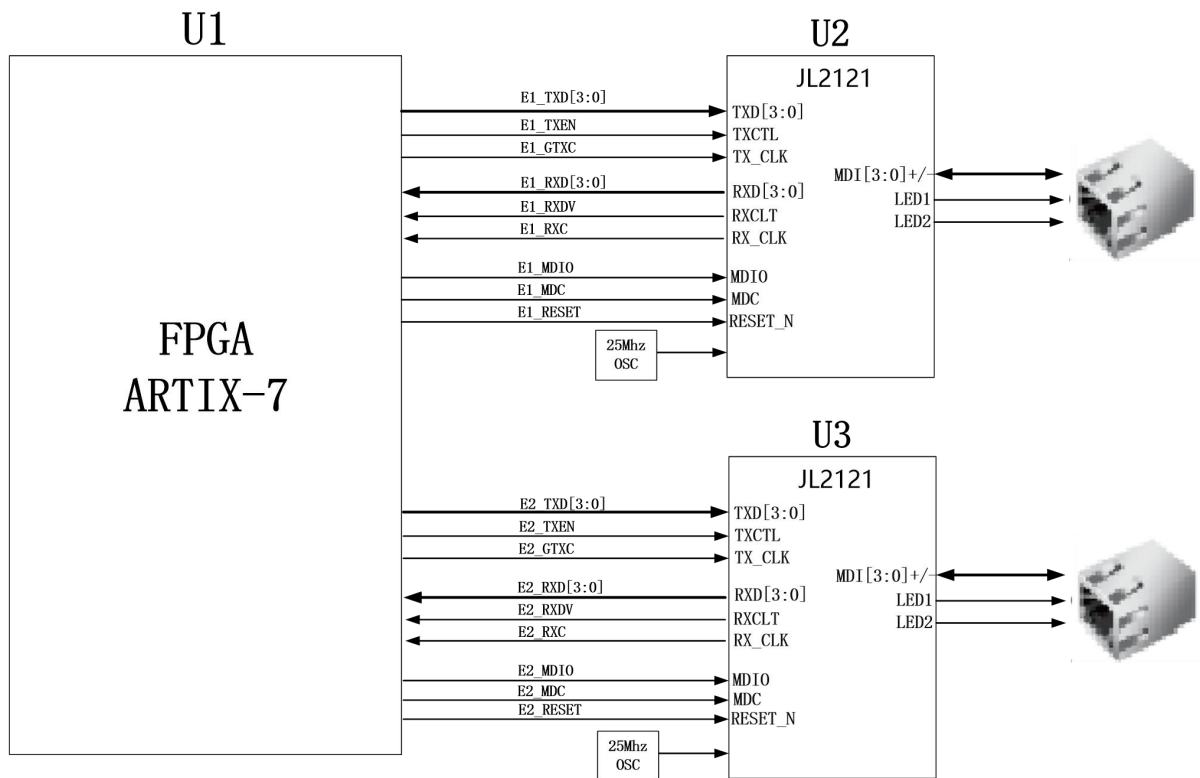 U1
FPGA
ARTIX-7
E1_TXD[3:0]
E1_TXEN
E1_GTXC
E1_RXD[3:0]
E1_RXDV
E1_RXC
E1_MDIO
E1_MDC
E1_RESET
25Mhz
OSC
U2
JL2121
TXD[3:0]
TXCTL
TX_CLK
RXD[3:0]
RXCLT
RX_CLK
MDIO
MDC
RESET_N
MDI[3:0]+/-
LED1
LED2
E2_TXD[3:0]
E2_TXEN
E2_GTXC
E2_RXD[3:0]
E2_RXDV
E2_RXC
E2_MDIO
E2_MDC
E2_RESET
25Mhz
OSC
U3
JL2121
TXD[3:0]
TXCTL
TX_CLK
RXD[3:0]
RXCLT
RX_CLK
MDIO
MDC
RESET_N
MDI[3:0]+/-
LED1
LED2